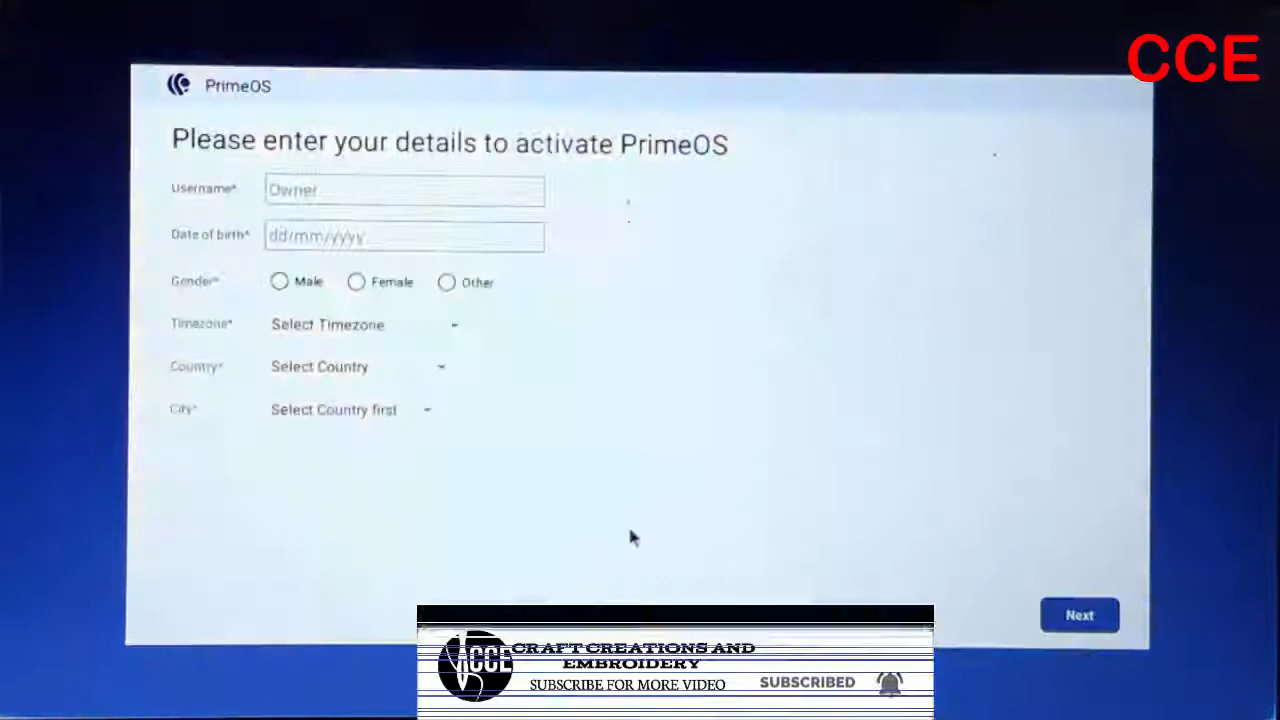 CCE
PrimeOS
Please enter your details to activate PrimeOS
Username* Owner
Date of birth* dd/mm/yyyy
Gender* Male Female Other
Timezone* Select Timezone
Country* Select Country
City* Select Country first
Next
CCE
CRAFT CREATIONS AND
EMBROIDERY
SUBSCRIBE FOR MORE VIDEO
SUBSCRIBED